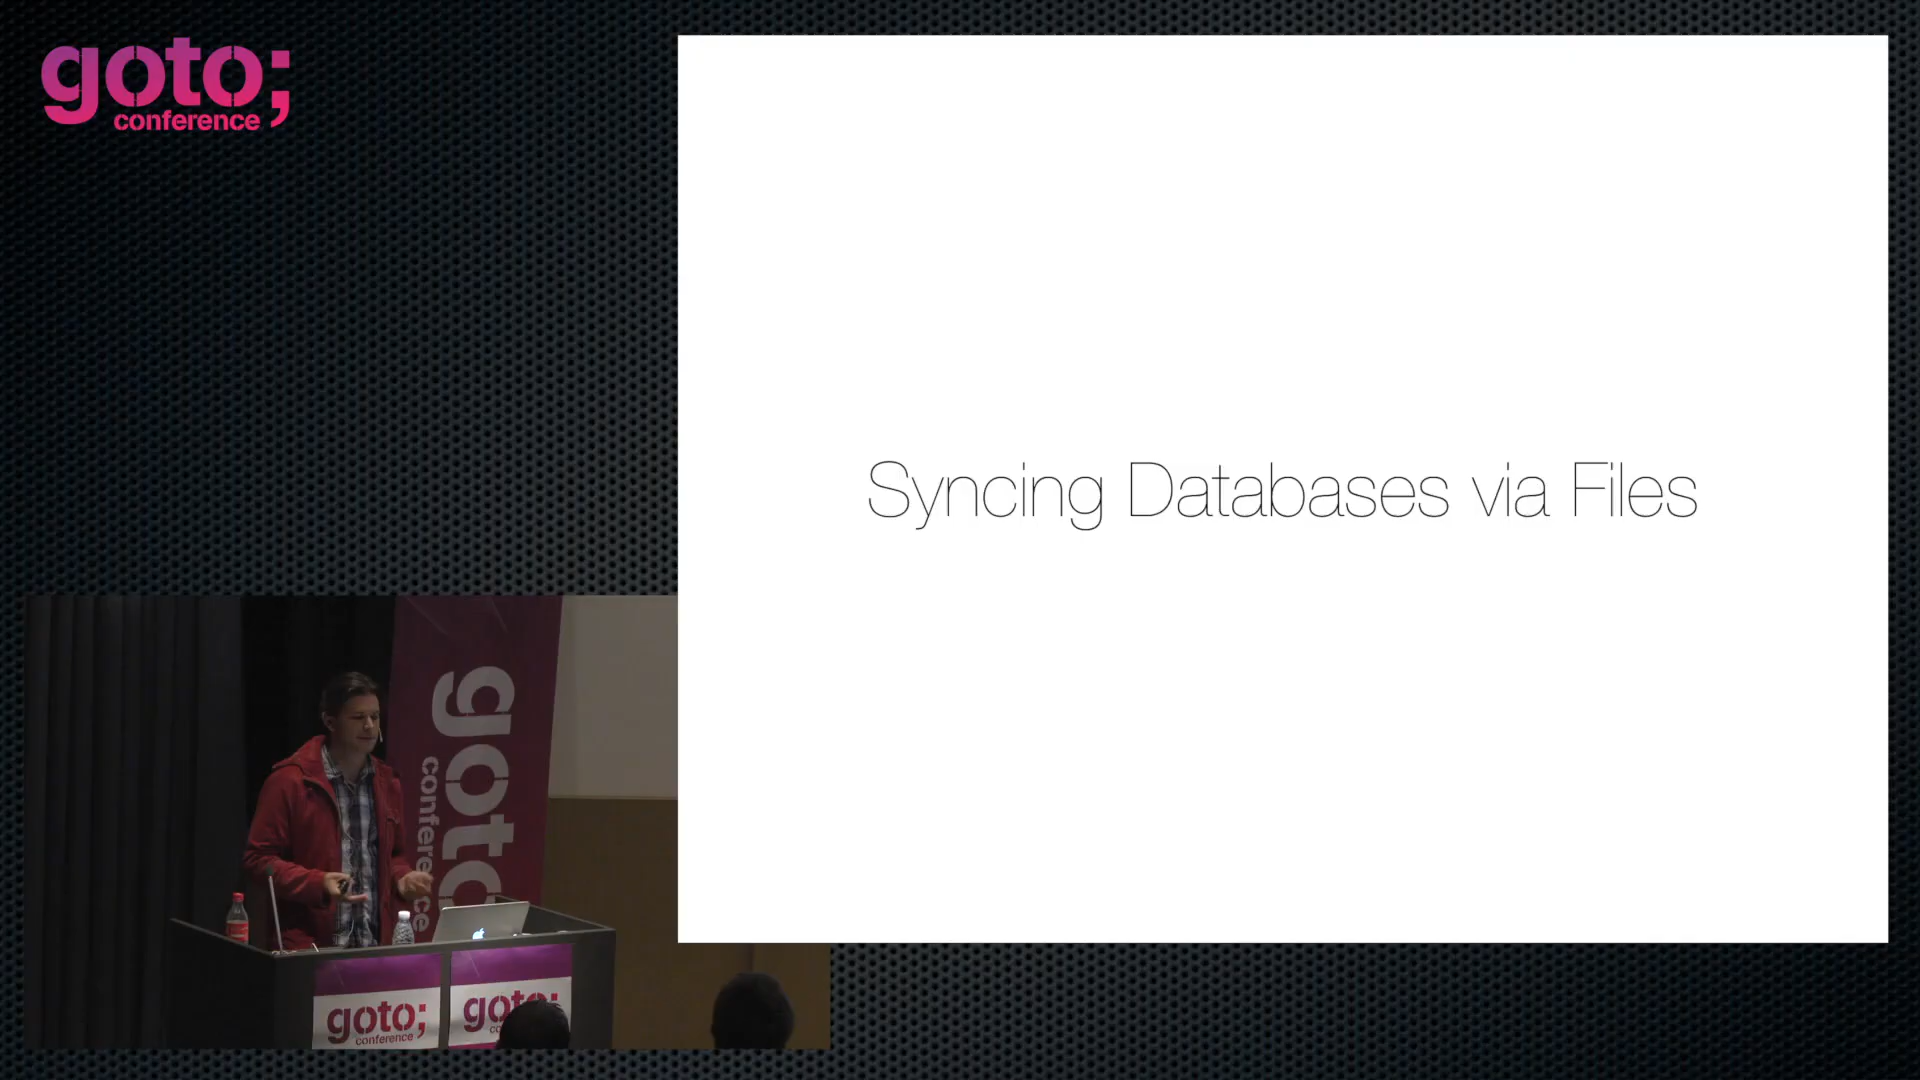 goto;
conference
Syncing Databases via Files
goto
conference
goto;
conference
goto;